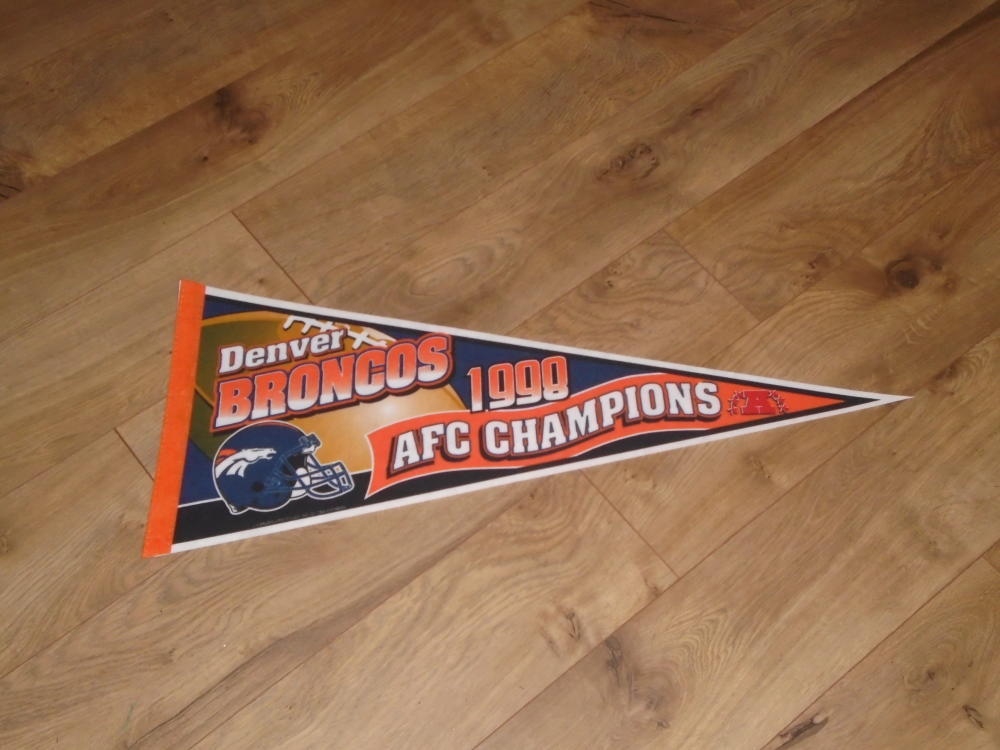 Denver
BRONCOS
1998
AFC CHAMPIONS
A